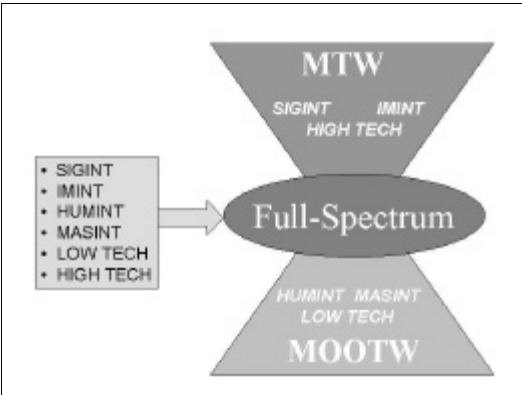 MTW
SIGINT IMINT
HIGH TECH
• SIGINT
• IMINT
• HUMINT
• MASINT
• LOW TECH
• HIGH TECH
Full-Spectrum
HUMINT MASINT
LOW TECH
MOOTW